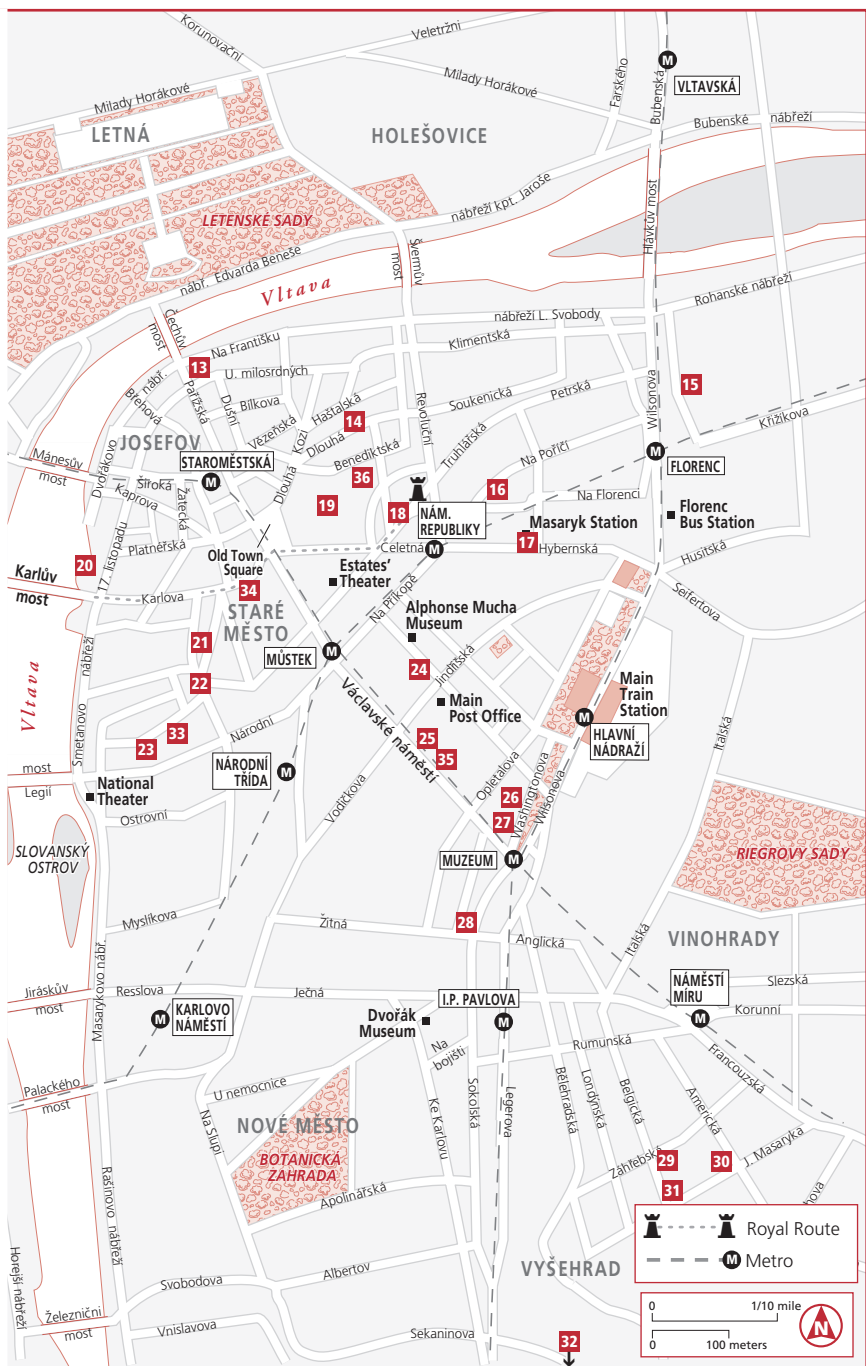 Korunovační
Veletržni
Milady Horákové
Milady Horákové
Farského
Bubenská
M
VLTAVSKÁ
LETNÁ
HOLEŠOVICE
Bubenské nábřeží
LETENSKÉ SADY
nábřeží kpt. Jaroše
Hlávkův most
nábř. Edvarda Beneše
Švermův
most
Vltava
Rohanské nábřeží
Čechův
most
nábřeží L. Svobody
Na Františku
Klimentská
13
U. milosrdných
Petrská
15
nábř.
Břehová
Pařížská
Dušní
Bílkova
Haštalská
Soukenická
Revoluční
Wilsonova
14
Vězeňská
Kozí
Dlouhá
Benediktská
Truhlářská
Na Poříčí
Křižíkova
JOSEFOV
Mánesův
most
STAROMĚSTSKÁ
M
Dvořákovo
Široká
Kaprova
Žatecká
Dlouhá
36
16
M
FLORENC
19
18
NÁM.
REPUBLIKY
Na Florenci
Florenc
Bus Station
Masaryk Station
17
Platnéřská
17. listopadu
Old Town
Square
Celetná
M
Hybernská
Husitská
20
Karlův
most
Karlova
34
Estates'
Theater
Na Příkopě
Seifertova
STARÉ
MĚSTO
Alphonse Mucha
Museum
21
MŮSTEK
M
24
Jindřišská
Vltava
Smetanovo
nábřeží
22
Main
Post Office
Main
Train
Station
M
HLAVNÍ
NÁDRAŽÍ
Italská
23
33
Národní
Václavské náměstí
25
35
NÁRODNÍ
TŘÍDA
M
most
Legií
National
Theater
Ostrovní
Vodičkova
Opletalova
Washingtonova
Wilsonova
26
27
SLOVANSKÝ
OSTROV
MUZEUM
M
RIEGROVY SADY
Myslíkova
Žitná
28
Anglická
Italská
VINOHRADY
Masarykovo nábř.
Jiráskův
most
Resslova
Ječná
I.P. PAVLOVA
NÁMĚSTÍ
MÍRU
Slezská
Korunní
M
KARLOVO
NÁMĚSTÍ
Dvořák
Museum
M
M
Na
bojišti
Rumunská
Francouzská
Palackého
most
U nemocnice
Ke Karlovu
Sokolská
Legerova
Bělehradská
Londýnská
Belgická
Americká
NOVÉ MĚSTO
Na Slupi
BOTANICKÁ
ZAHRADA
Záhřebská
29
30
J. Masaryka
31
Apolinářská
Rašínovo nábřeží
Horejší nábřeží
hova
Royal Route
M
Metro
VYŠEHRAD
Albertov
Svobodova
Železniční
most
Vnislavova
Sekaninova
32
0
1/10 mile
0
100 meters
N